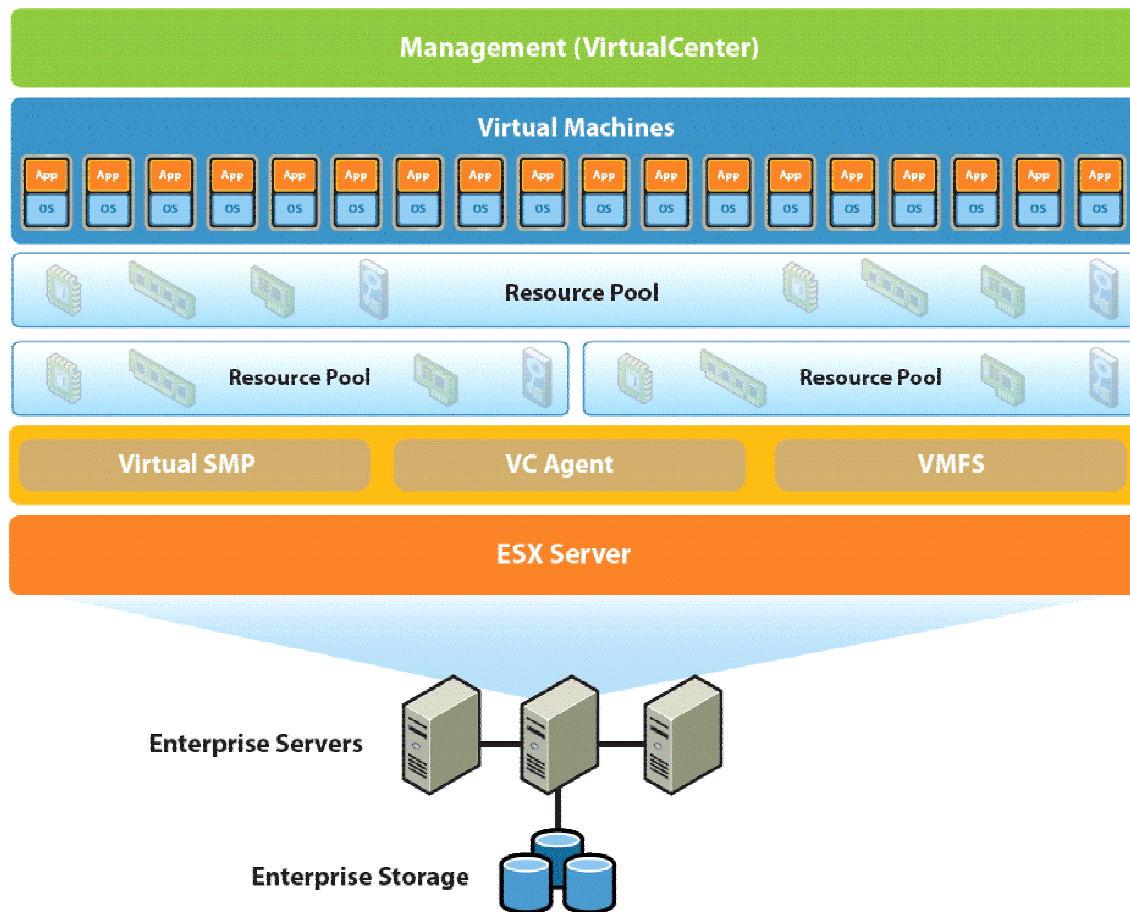 Management (VirtualCenter)
Virtual Machines
App App App App App App App App App App App App App App App App App App
OS OS OS OS OS OS OS OS OS OS OS OS OS OS OS OS OS OS
Resource Pool
Resource Pool Resource Pool
Virtual SMP VC Agent VMFS
ESX Server
Enterprise Servers
Enterprise Storage